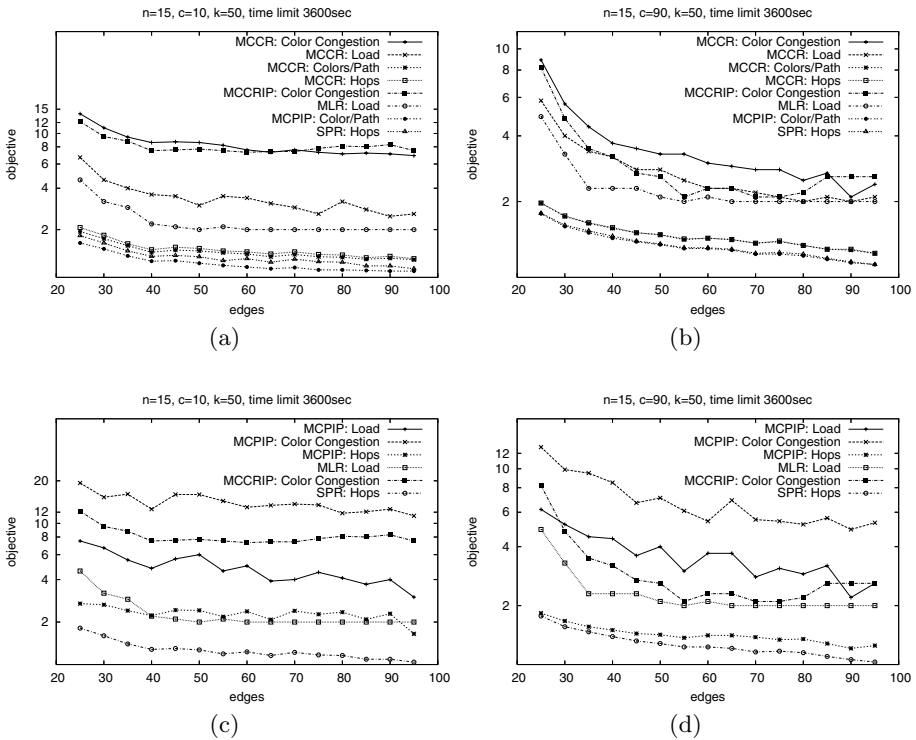 n=15, c=10, k=50, time limit 3600sec
MCCR: Color Congestion
MCCR: Load
MCCR: Colors/Path
MCCR: Hops
MCCRIP: Color Congestion
MLR: Load
MCPIP: Color/Path
SPR: Hops
15
12
10
8
6
4
2
objective
20 30 40 50 60 70 80 90 100
edges
(a)
n=15, c=90, k=50, time limit 3600sec
MCCR: Color Congestion
MCCR: Load
MCCR: Colors/Path
MCCR: Hops
MCCRIP: Color Congestion
MLR: Load
MCPIP: Color/Path
SPR: Hops
10
8
6
4
2
objective
20 30 40 50 60 70 80 90 100
edges
(b)
n=15, c=10, k=50, time limit 3600sec
MCPIP: Load
MCPIP: Color Congestion
MCPIP: Hops
MLR: Load
MCCRIP: Color Congestion
SPR: Hops
20
12
10
8
6
4
2
objective
20 30 40 50 60 70 80 90 100
edges
(c)
n=15, c=90, k=50, time limit 3600sec
MCPIP: Load
MCPIP: Color Congestion
MCPIP: Hops
MLR: Load
MCCRIP: Color Congestion
SPR: Hops
12
10
8
6
4
2
objective
20 30 40 50 60 70 80 90 100
edges
(d)